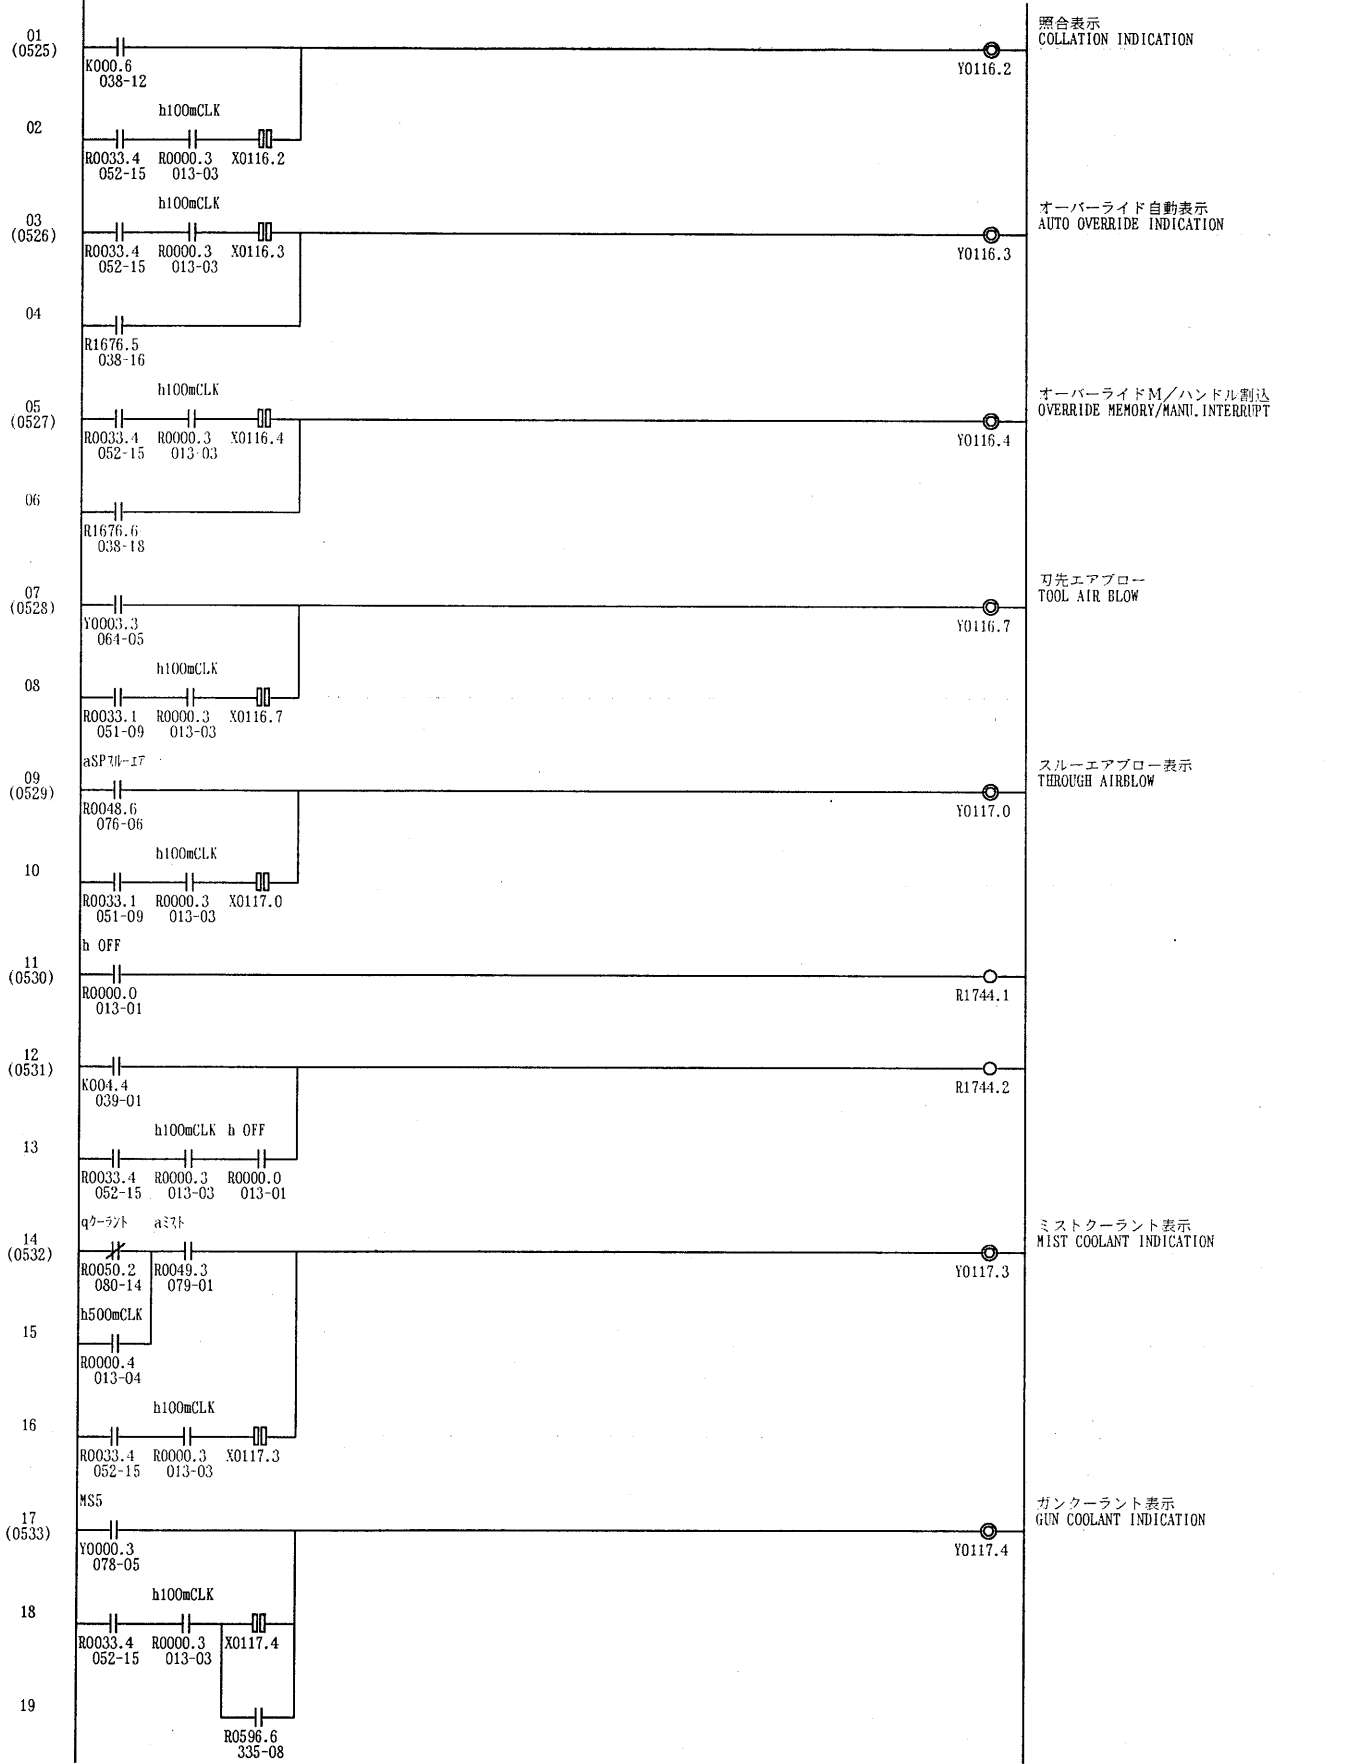 照合表示
COLLATION INDICATION
01
(0525)
K000.6
038-12
Y0116.2
h100mCLK
02
R0033.4 R0000.3 X0116.2
052-15 013-03
h100mCLK
オーバーライド自動表示
AUTO OVERRIDE INDICATION
03
(0526)
R0033.4 R0000.3 X0116.3
052-15 013-03
Y0116.3
04
R1676.5
038-16
h100mCLK
オーバーライドM／ハンドル割込
OVERRIDE MEMORY/MANU.INTERRUPT
05
(0527)
R0033.4 R0000.3 X0116.4
052-15 013-03
Y0116.4
06
R1676.6
038-18
刃先エアブロー
TOOL AIR BLOW
07
(0528)
Y0003.3
064-05
Y0116.7
h100mCLK
08
R0033.1 R0000.3 X0116.7
051-09 013-03
aSPスルーエア
スルーエアブロー表示
THROUGH AIRBLOW
09
(0529)
R0048.6
076-06
Y0117.0
h100mCLK
10
R0033.1 R0000.3 X0117.0
051-09 013-03
h OFF
11
(0530)
R0000.0
013-01
R1744.1
12
(0531)
K004.4
039-01
R1744.2
h100mCLK h OFF
13
R0033.4 R0000.3 R0000.0
052-15 013-03 013-01
qクーラント aミスト
ミストクーラント表示
MIST COOLANT INDICATION
14
(0532)
R0050.2 R0049.3
080-14 079-01
Y0117.3
h500mCLK
15
R0000.4
013-04
h100mCLK
16
R0033.4 R0000.3 X0117.3
052-15 013-03
MS5
ガンクーラント表示
GUN COOLANT INDICATION
17
(0533)
Y0000.3
078-05
Y0117.4
h100mCLK
18
R0033.4 R0000.3 X0117.4
052-15 013-03
19
R0596.6
335-08